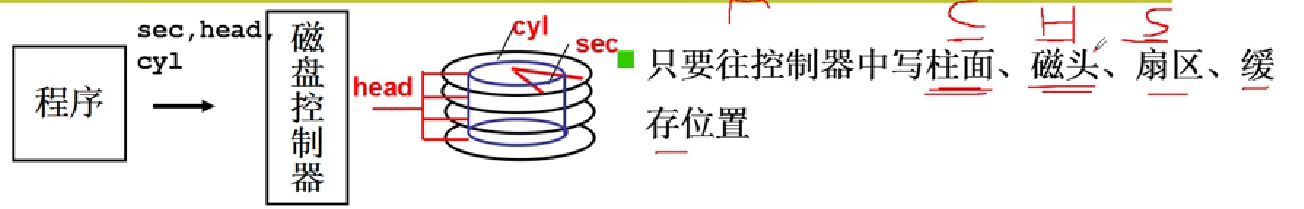 sec,head,
cyl
程序
磁盘控制器
head
cyl
sec
C H S
只要往控制器中写柱面、磁头、扇区、缓
存位置